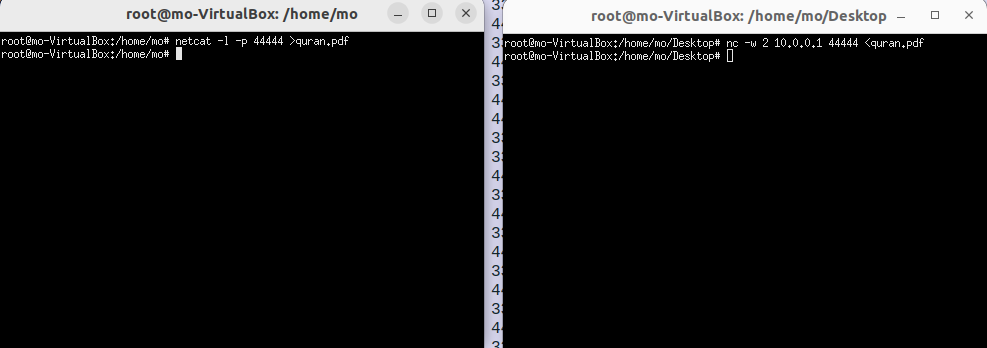 root@mo-VirtualBox: /home/mo
root@mo-VirtualBox:/home/mo# netcat -l -p 44444 >quran.pdf
root@mo-VirtualBox:/home/mo#
root@mo-VirtualBox: /home/mo/Desktop
root@mo-VirtualBox:/home/mo/Desktop# nc -w 2 10.0.0.1 44444 <quran.pdf
root@mo-VirtualBox:/home/mo/Desktop#